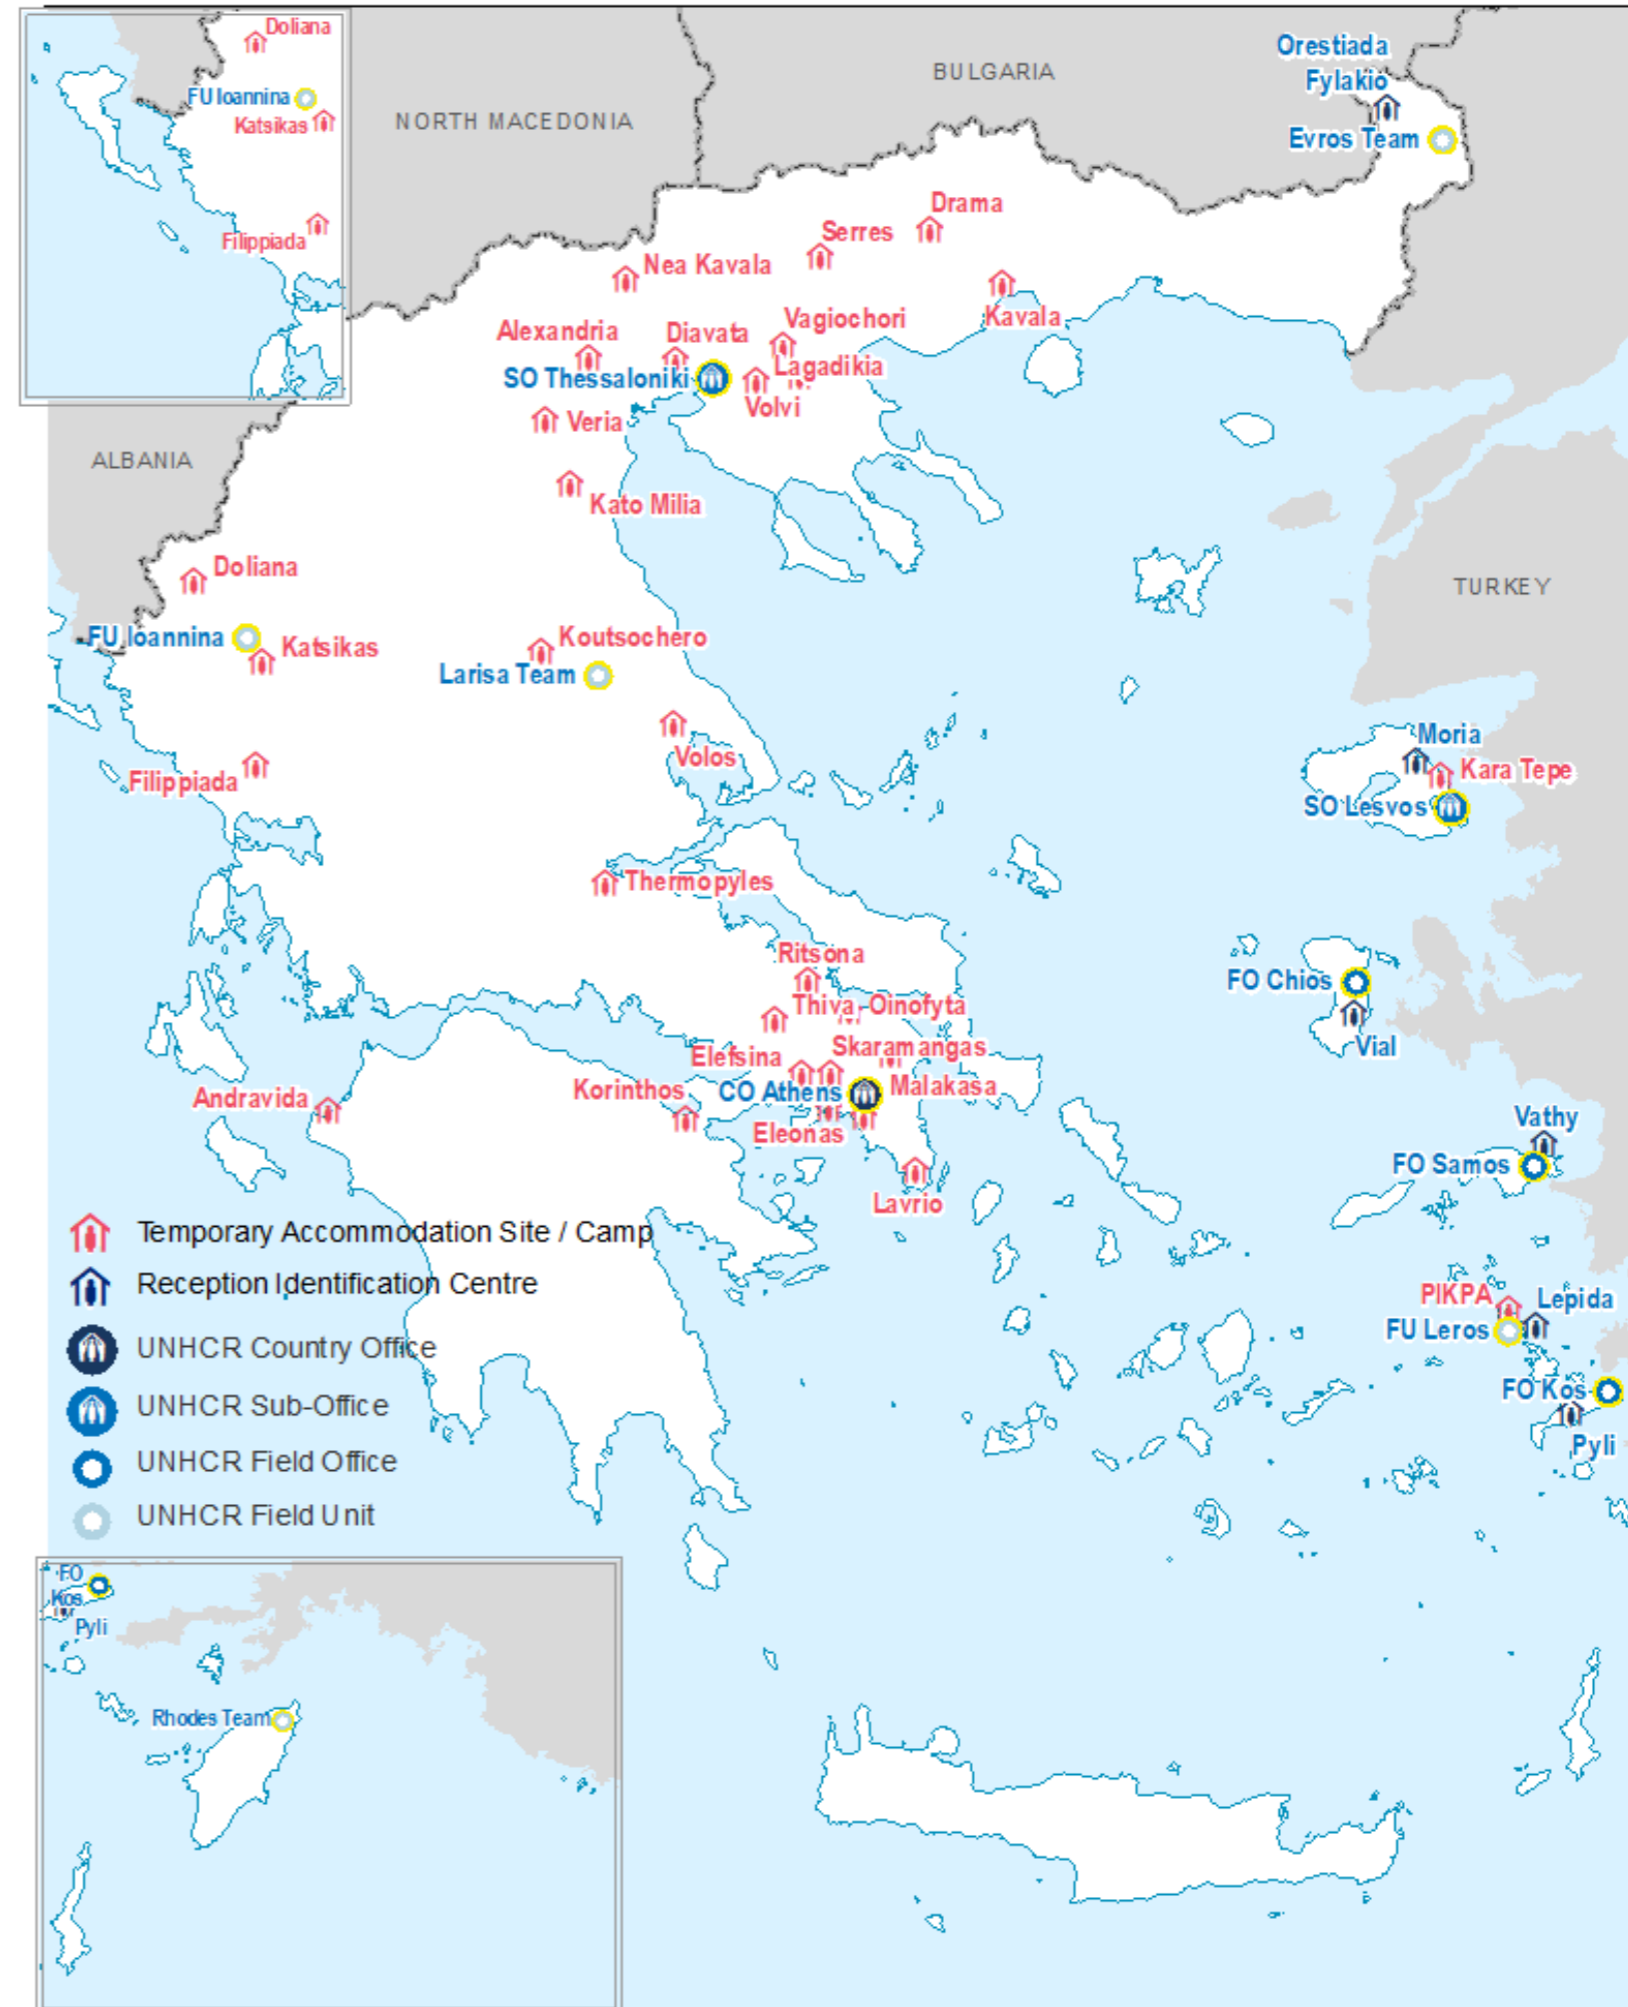 Doliana
FU Ioannina
Katsikas
Filippiada
NORTH MACEDONIA
BULGARIA
Orestiada
Fylakio
Evros Team
Drama
Serres
Nea Kavala
Kavala
Vagiochori
Alexandria
Diavata
Lagadikia
SO Thessaloniki
Volvi
Veria
ALBANIA
Kato Milia
Doliana
TURKEY
FU Ioannina
Katsikas
Koutsochero
Larisa Team
Volos
Filippiada
Moria
Kara Tepe
SO Lesvos
Thermopyles
Ritsona
FO Chios
Thiva-Oinofyta
Vial
Skaramangas
Elefsina
Malakasa
CO Athens
Korinthos
Andravida
Eleonas
Vathy
FO Samos
Lavrio
Temporary Accommodation Site / Camp
Reception Identification Centre
UNHCR Country Office
UNHCR Sub-Office
UNHCR Field Office
UNHCR Field Unit
PIKPA
Lepida
FU Leros
FO Kos
Pyli
FO
Kos
Pyli
Rhodes Team